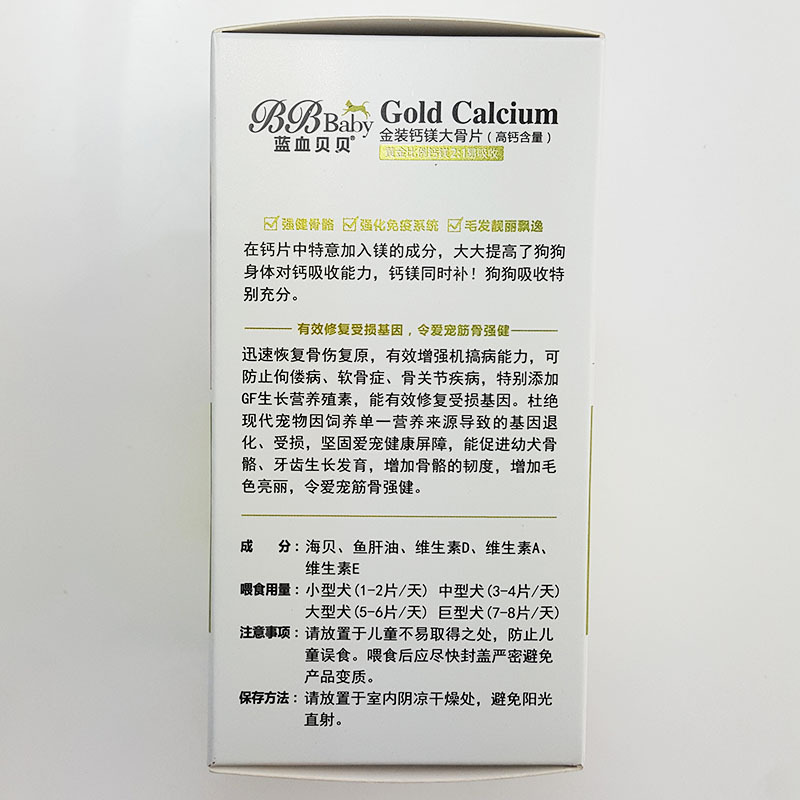 BB Baby
蓝血贝贝®
Gold Calcium
金装钙镁大骨片(高钙含量)
黄金比例钙镁2:1易吸收
强健骨骼 强化免疫系统 毛发靓丽飘逸
在钙片中特意加入镁的成分，大大提高了狗狗
身体对钙吸收能力，钙镁同时补！狗狗吸收特
别充分。
有效修复受损基因，令爱宠筋骨强健
迅速恢复骨伤复原，有效增强机搞病能力，可
防止佝偻病、软骨症、骨关节疾病，特别添加
GF生长营养殖素，能有效修复受损基因。杜绝
现代宠物因饲养单一营养来源导致的基因退
化、受损，坚固爱宠健康屏障，能促进幼犬骨
骼、牙齿生长发育，增加骨骼的韧度，增加毛
色亮丽，令爱宠筋骨强健。
成 分：海贝、鱼肝油、维生素D、维生素A、
维生素E
喂食用量：小型犬(1-2片/天) 中型犬(3-4片/天)
大型犬(5-6片/天) 巨型犬(7-8片/天)
注意事项：请放置于儿童不易取得之处，防止儿
童误食。喂食后应尽快封盖严密避免
产品变质。
保存方法：请放置于室内阴凉干燥处，避免阳光
直射。